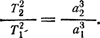 T₂²/T₁² = a₂³/a₁³.